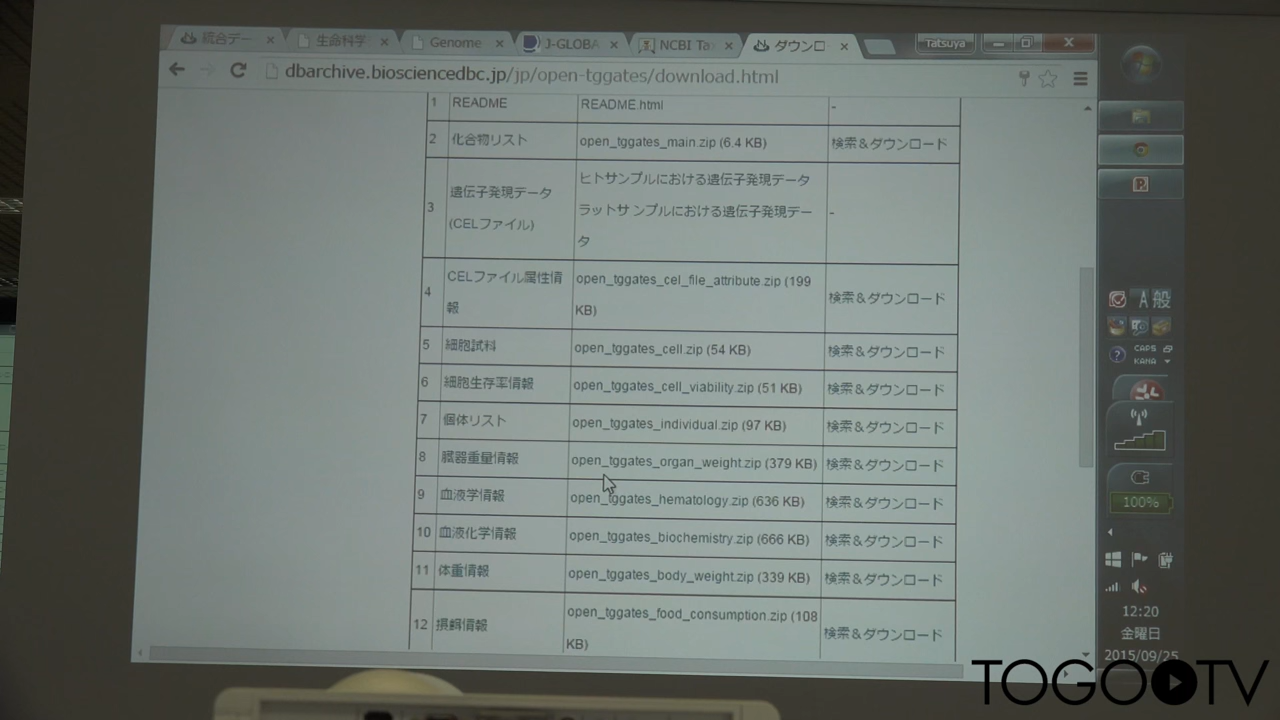 統合デー
生命科学
Genome
J-GLOBA
NCBI Ta
ダウンロ
Tatsuya
dbarchive.biosciencedbc.jp/jp/open-tggates/download.html
1 README README.html -
2 化合物リスト open_tggates_main.zip (6.4 KB) 検索&ダウンロード
3 遺伝子発現データ
(CELファイル)
ヒトサンプルにおける遺伝子発現データ
ラットサンプルにおける遺伝子発現デー
タ
-
4 CELファイル属性情
報
open_tggates_cel_file_attribute.zip (199
KB)
検索&ダウンロード
5 細胞試料 open_tggates_cell.zip (54 KB) 検索&ダウンロード
6 細胞生存率情報 open_tggates_cell_viability.zip (51 KB) 検索&ダウンロード
7 個体リスト open_tggates_individual.zip (97 KB) 検索&ダウンロード
8 臓器重量情報 open_tggates_organ_weight.zip (379 KB) 検索&ダウンロード
9 血液学情報 open_tggates_hematology.zip (636 KB) 検索&ダウンロード
10 血液化学情報 open_tggates_biochemistry.zip (666 KB) 検索&ダウンロード
11 体重情報 open_tggates_body_weight.zip (339 KB) 検索&ダウンロード
12 摂餌情報 open_tggates_food_consumption.zip (108
KB)
検索&ダウンロード
A 般
CAPS
KANA
100%
12:20
金曜日
2015/09/25
TOGO TV